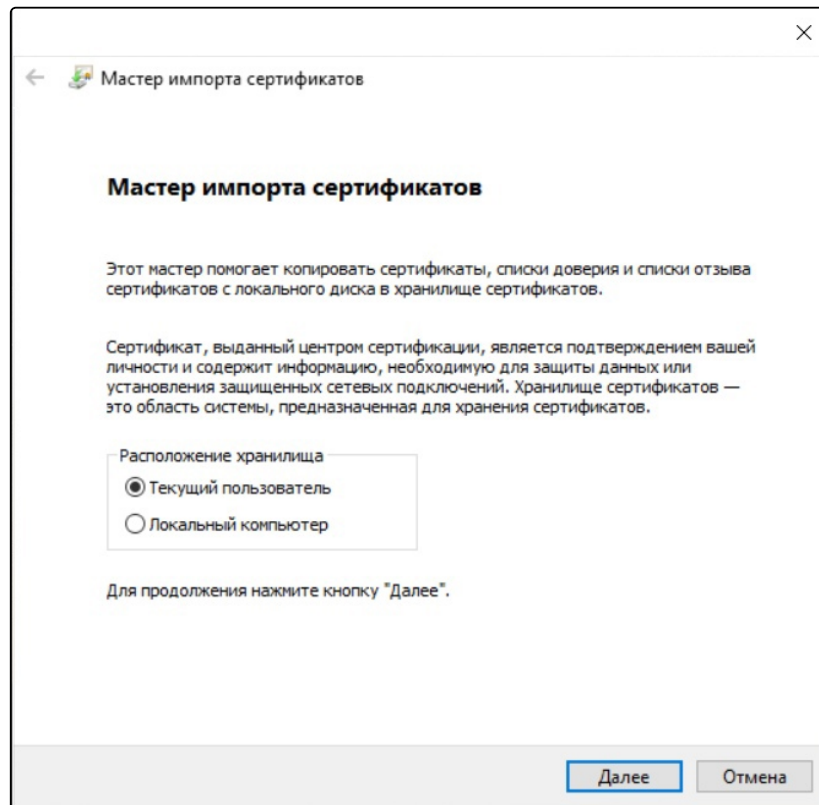 Мастер импорта сертификатов
Мастер импорта сертификатов
Этот мастер помогает копировать сертификаты, списки доверия и списки отзыва
сертификатов с локального диска в хранилище сертификатов.
Сертификат, выданный центром сертификации, является подтверждением вашей
личности и содержит информацию, необходимую для защиты данных или
установления защищенных сетевых подключений. Хранилище сертификатов —
это область системы, предназначенная для хранения сертификатов.
Расположение хранилища
Текущий пользователь
Локальный компьютер
Для продолжения нажмите кнопку "Далее".
Далее Отмена